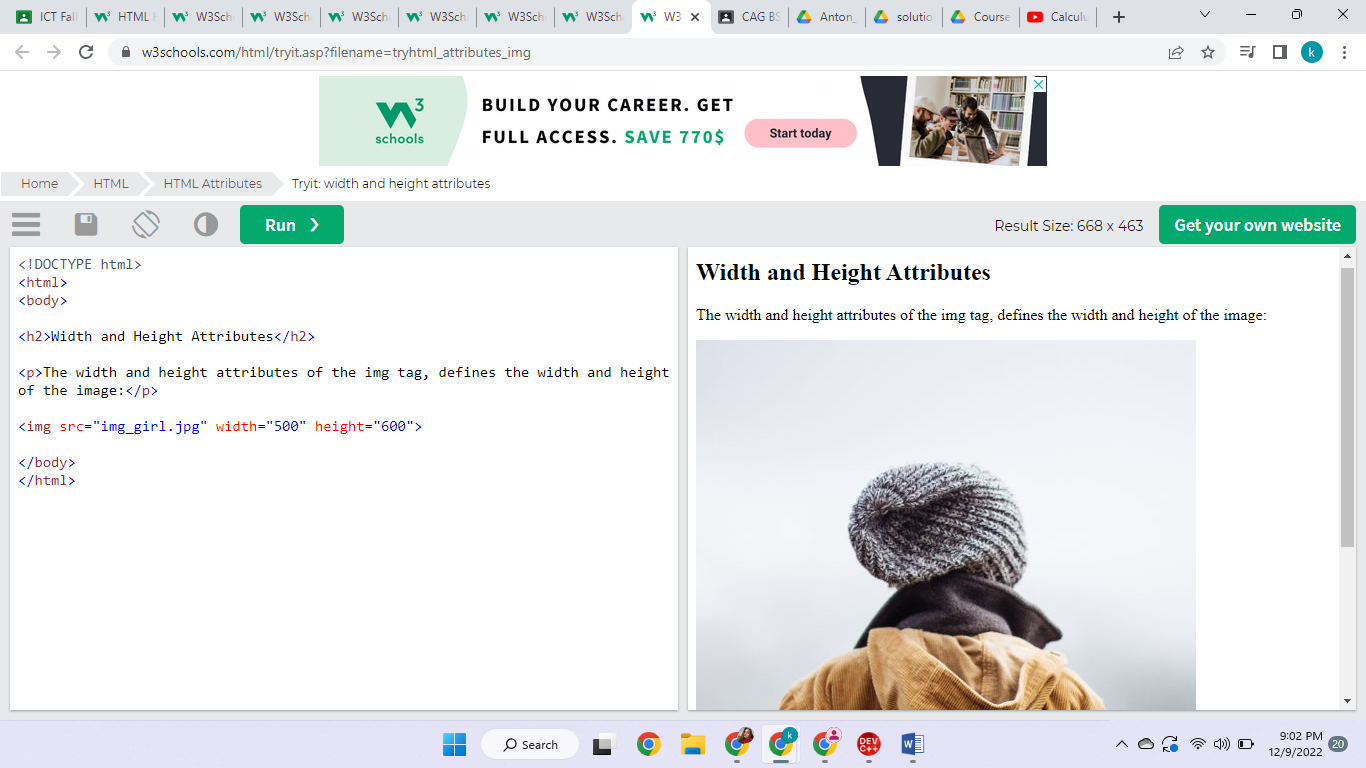 ICT Fall
HTML
W3Sch
W3Sch
W3Sch
W3Sch
W3Sch
W3Sch
W3
CAG BS
Anton_
solutio
Course
Calculu
w3schools.com/html/tryit.asp?filename=tryhtml_attributes_img
k
3
schools
BUILD YOUR CAREER. GET
FULL ACCESS. SAVE 770$
Start today
Home
HTML
HTML Attributes
Tryit: width and height attributes
Run ❯
Result Size: 668 x 463
Get your own website
<!DOCTYPE html>
<html>
<body>
<h2>Width and Height Attributes</h2>
<p>The width and height attributes of the img tag, defines the width and height
of the image:</p>
<img src="img_girl.jpg" width="500" height="600">
</body>
</html>
Width and Height Attributes
The width and height attributes of the img tag, defines the width and height of the image:
Search
k
DEV
C++
W
9:02 PM
12/9/2022
20